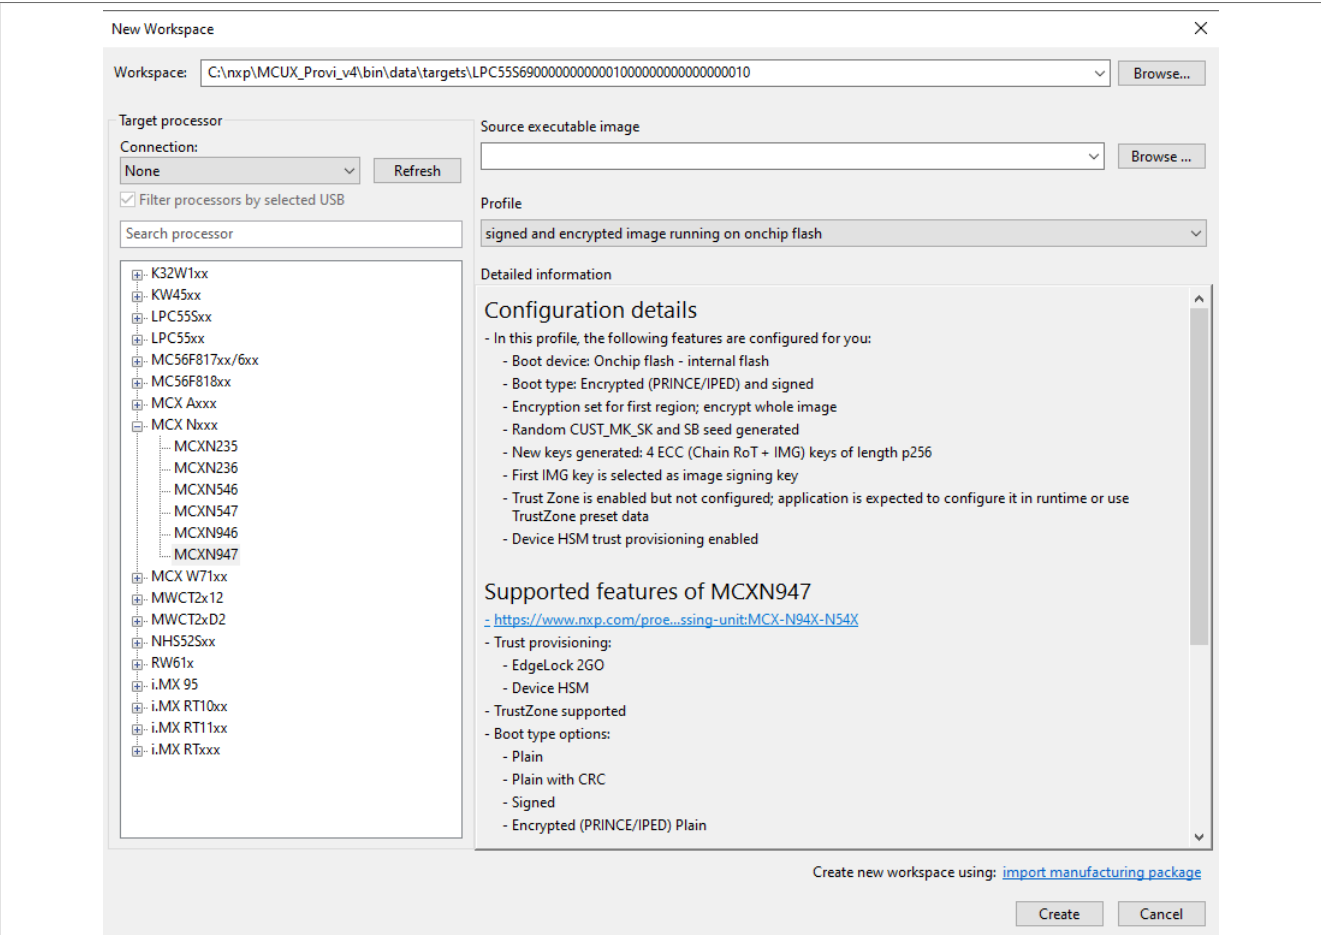 New Workspace
Workspace: C:\nxp\MCUX_Provi_v4\bin\data\targets\LPC55S69000000000001000000000000000010 Browse...
Target processor
Connection:
None Refresh
Filter processors by selected USB
Search processor
K32W1xx
KW45xx
LPC55Sxx
LPC55xx
MC56F817xx/6xx
MC56F818xx
MCX Axxx
MCX Nxxx
MCXN235
MCXN236
MCXN546
MCXN547
MCXN946
MCXN947
MCX W71xx
MWCT2x12
MWCT2xD2
NHS52Sxx
RW61x
i.MX 95
i.MX RT10xx
i.MX RT11xx
i.MX RTxxx
Source executable image
Browse ...
Profile
signed and encrypted image running on onchip flash
Detailed information
Configuration details
- In this profile, the following features are configured for you:
- Boot device: Onchip flash - internal flash
- Boot type: Encrypted (PRINCE/IPED) and signed
- Encryption set for first region; encrypt whole image
- Random CUST_MK_SK and SB seed generated
- New keys generated: 4 ECC (Chain RoT + IMG) keys of length p256
- First IMG key is selected as image signing key
- Trust Zone is enabled but not configured; application is expected to configure it in runtime or use
TrustZone preset data
- Device HSM trust provisioning enabled
Supported features of MCXN947
- https://www.nxp.com/proe...ssing-unit:MCX-N94X-N54X
- Trust provisioning:
- EdgeLock 2GO
- Device HSM
- TrustZone supported
- Boot type options:
- Plain
- Plain with CRC
- Signed
- Encrypted (PRINCE/IPED) Plain
Create new workspace using: import manufacturing package
Create Cancel